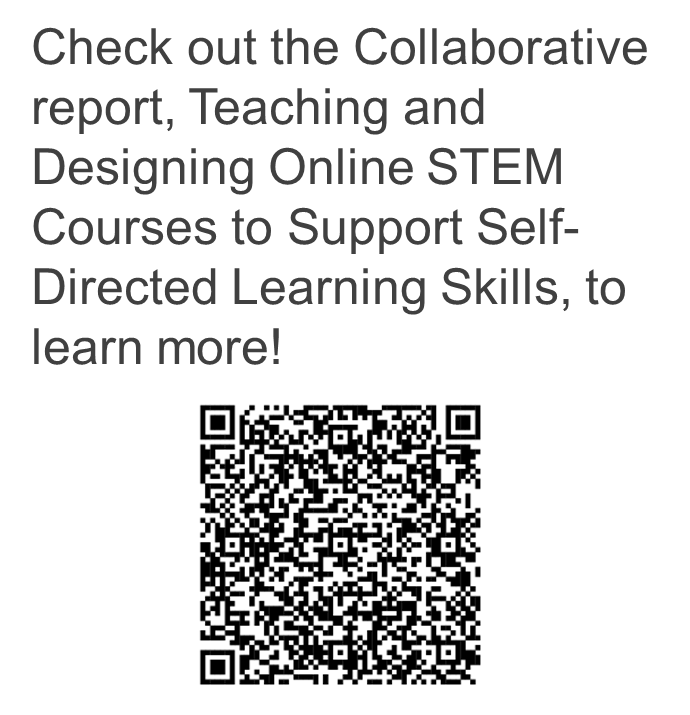 Check out the Collaborative
report, Teaching and
Designing Online STEM
Courses to Support Self-
Directed Learning Skills, to
learn more!